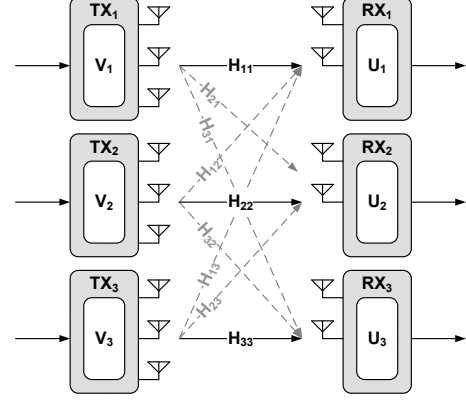 TX₁
RX₁
V₁
H₁₁
U₁
H₂₁
H₃₁
TX₂
RX₂
H₁₂
V₂
H₂₂
U₂
H₃₂
TX₃
H₁₃
RX₃
H₂₃
V₃
H₃₃
U₃